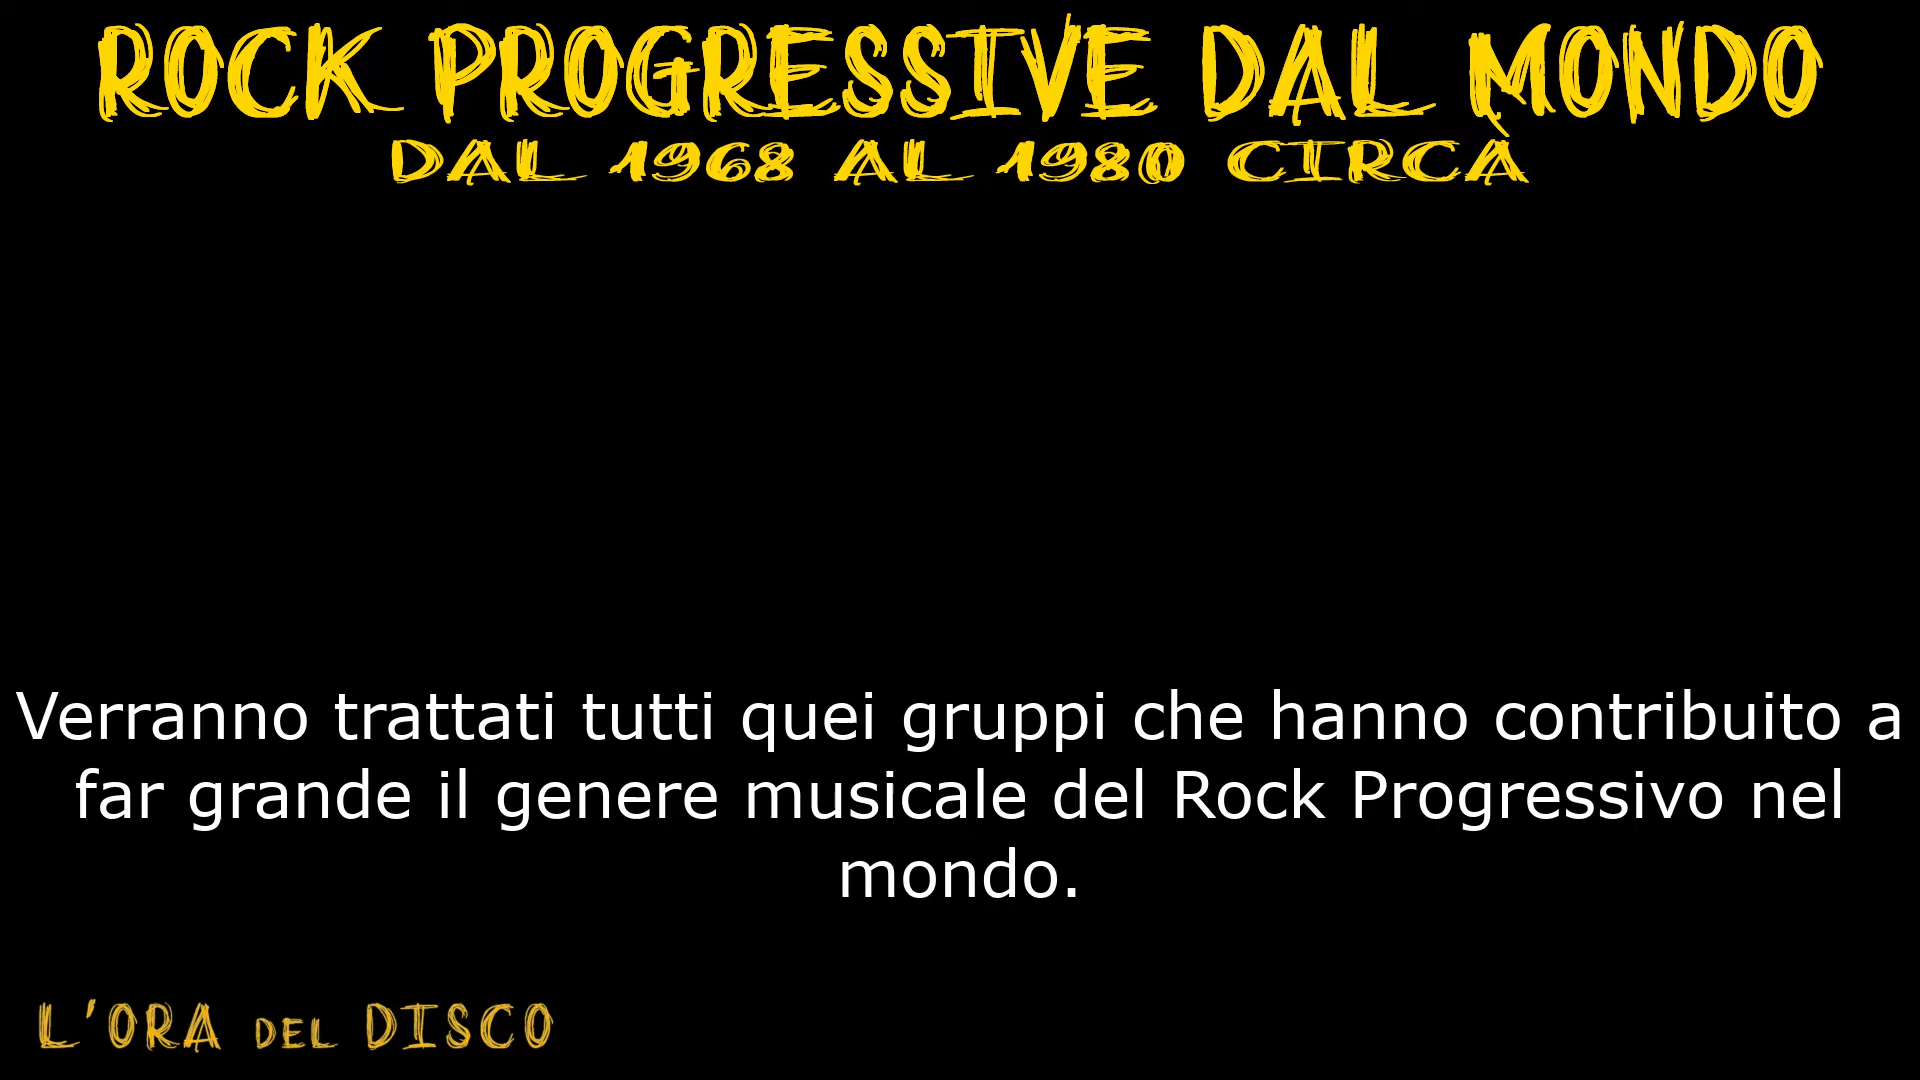 ROCK PROGRESSIVE DAL MONDO
DAL 1968 AL 1980 CIRCÀ
Verranno trattati tutti quei gruppi che hanno contribuito a
far grande il genere musicale del Rock Progressivo nel
mondo.
L'ORA DEL DISCO